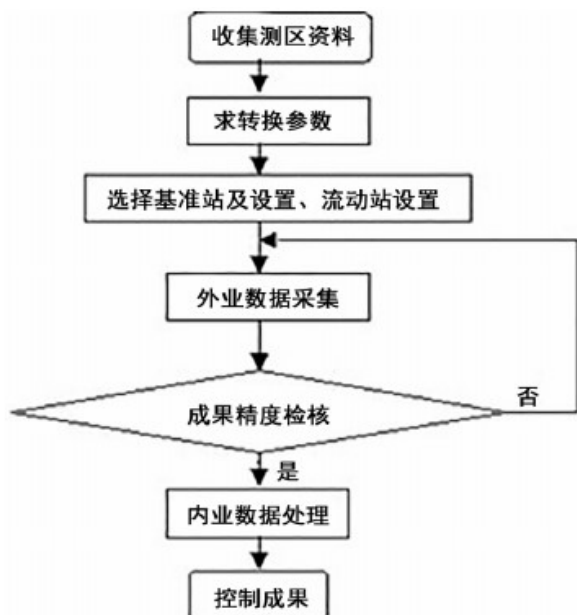 收集测区资料
求转换参数
选择基准站及设置、流动站设置
外业数据采集
成果精度检核
否
是
内业数据处理
控制成果